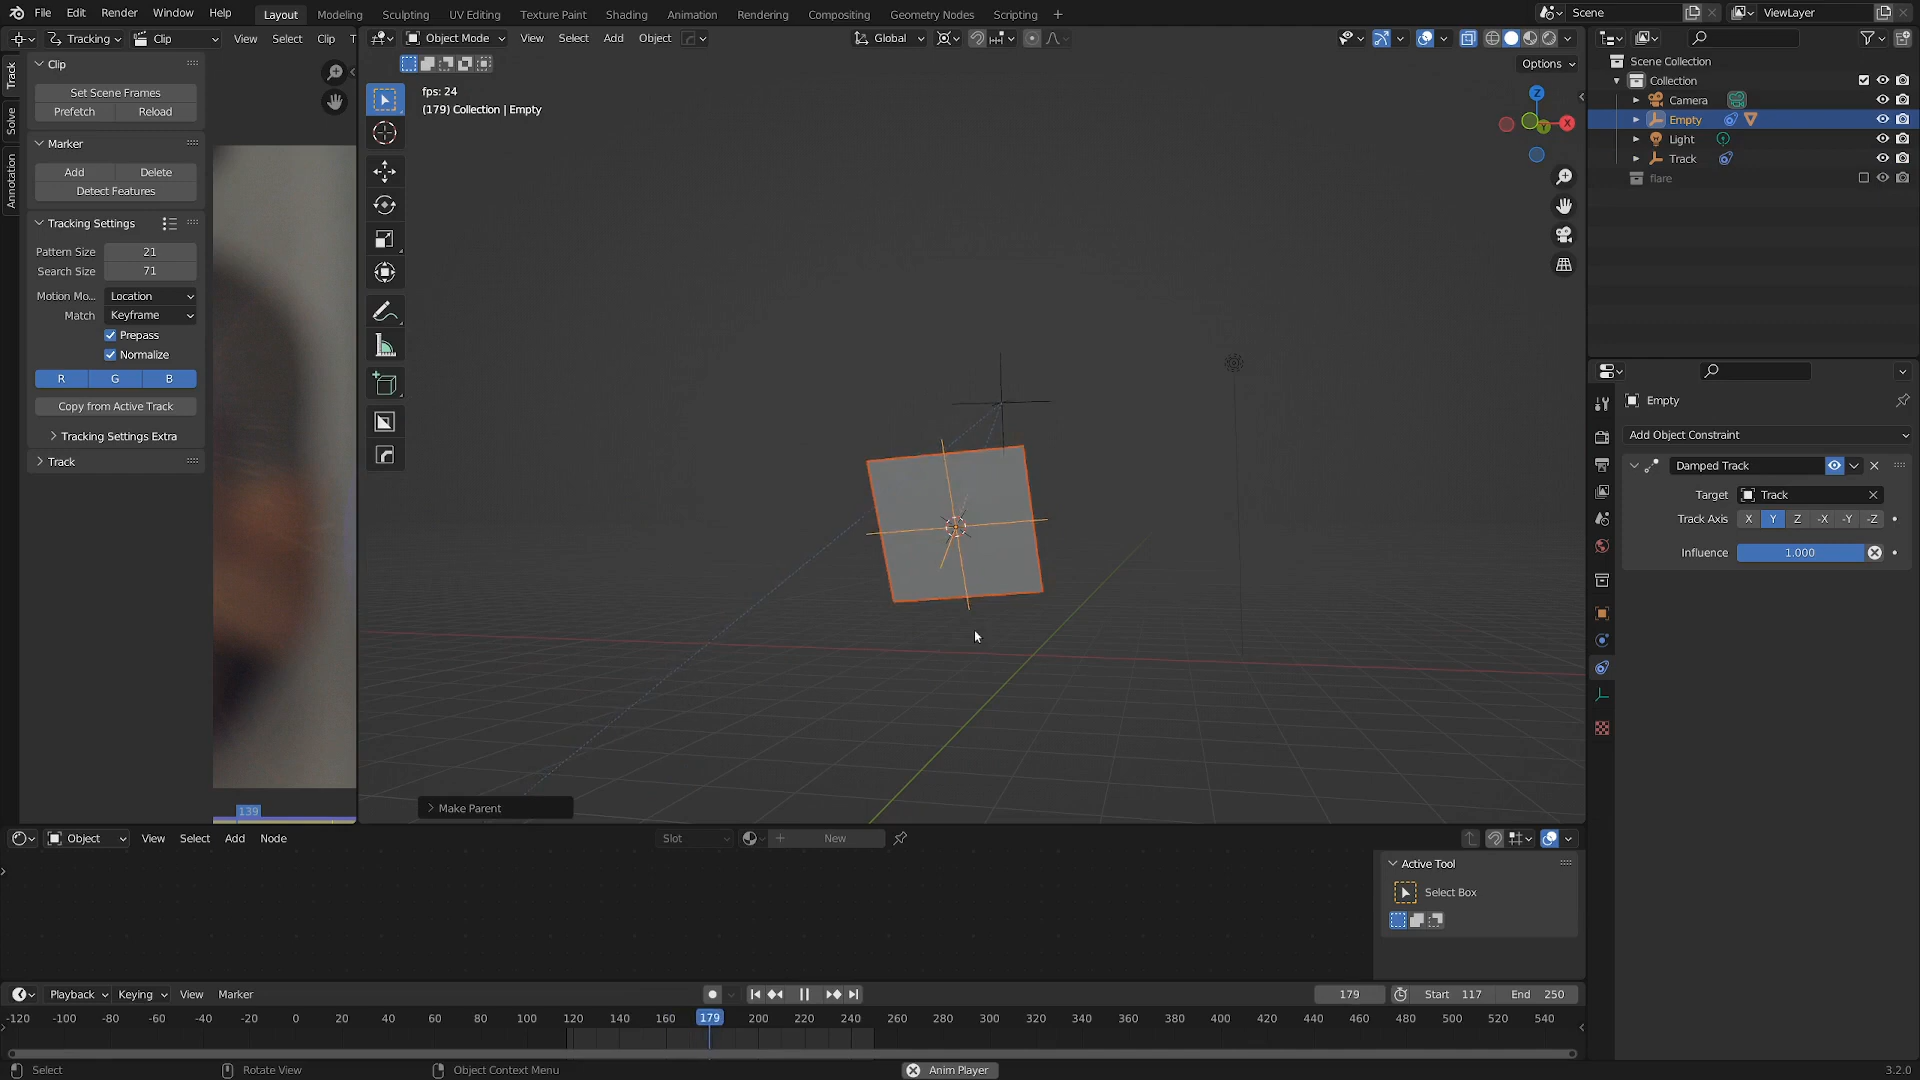 File Edit Render Window Help Layout Modeling Sculpting UV Editing Texture Paint Shading Animation Rendering Compositing Geometry Nodes Scripting + Scene ViewLayer
Tracking Clip View Select Clip T Object Mode View Select Add Object Global
Options
Track
Solve
Annotation
Clip
Set Scene Frames
Prefetch Reload
Marker
Add Delete
Detect Features
Tracking Settings
Pattern Size 21
Search Size 71
Motion Mo... Location
Match Keyframe
Prepass
Normalize
R G B
Copy from Active Track
Tracking Settings Extra
Track
139
fps: 24
(179) Collection | Empty
Z
X
Y
Make Parent
Scene Collection
Collection
Camera
Empty
Light
Track
flare
Empty
Add Object Constraint
Damped Track
Target Track
Track Axis X Y Z -X -Y -Z
Influence 1.000
Object View Select Add Node Slot New
Active Tool
Select Box
Playback Keying View Marker 179 Start 117 End 250
-120 -100 -80 -60 -40 -20 0 20 40 60 80 100 120 140 160 179 200 220 240 260 280 300 320 340 360 380 400 420 440 460 480 500 520 540
Select Rotate View Object Context Menu Anim Player 3.2.0